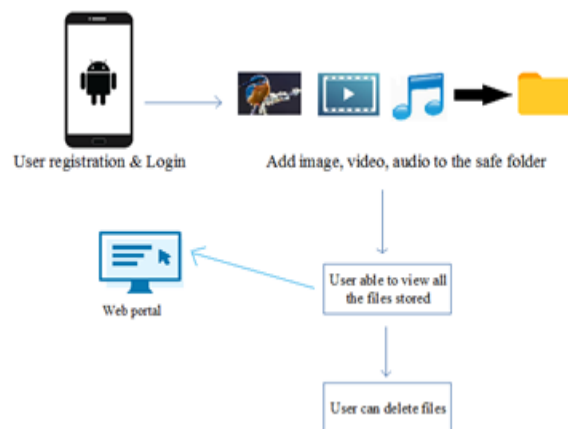 User registration & Login
Add image, video, audio to the safe folder
User able to view all
the files stored
Web portal
User can delete files